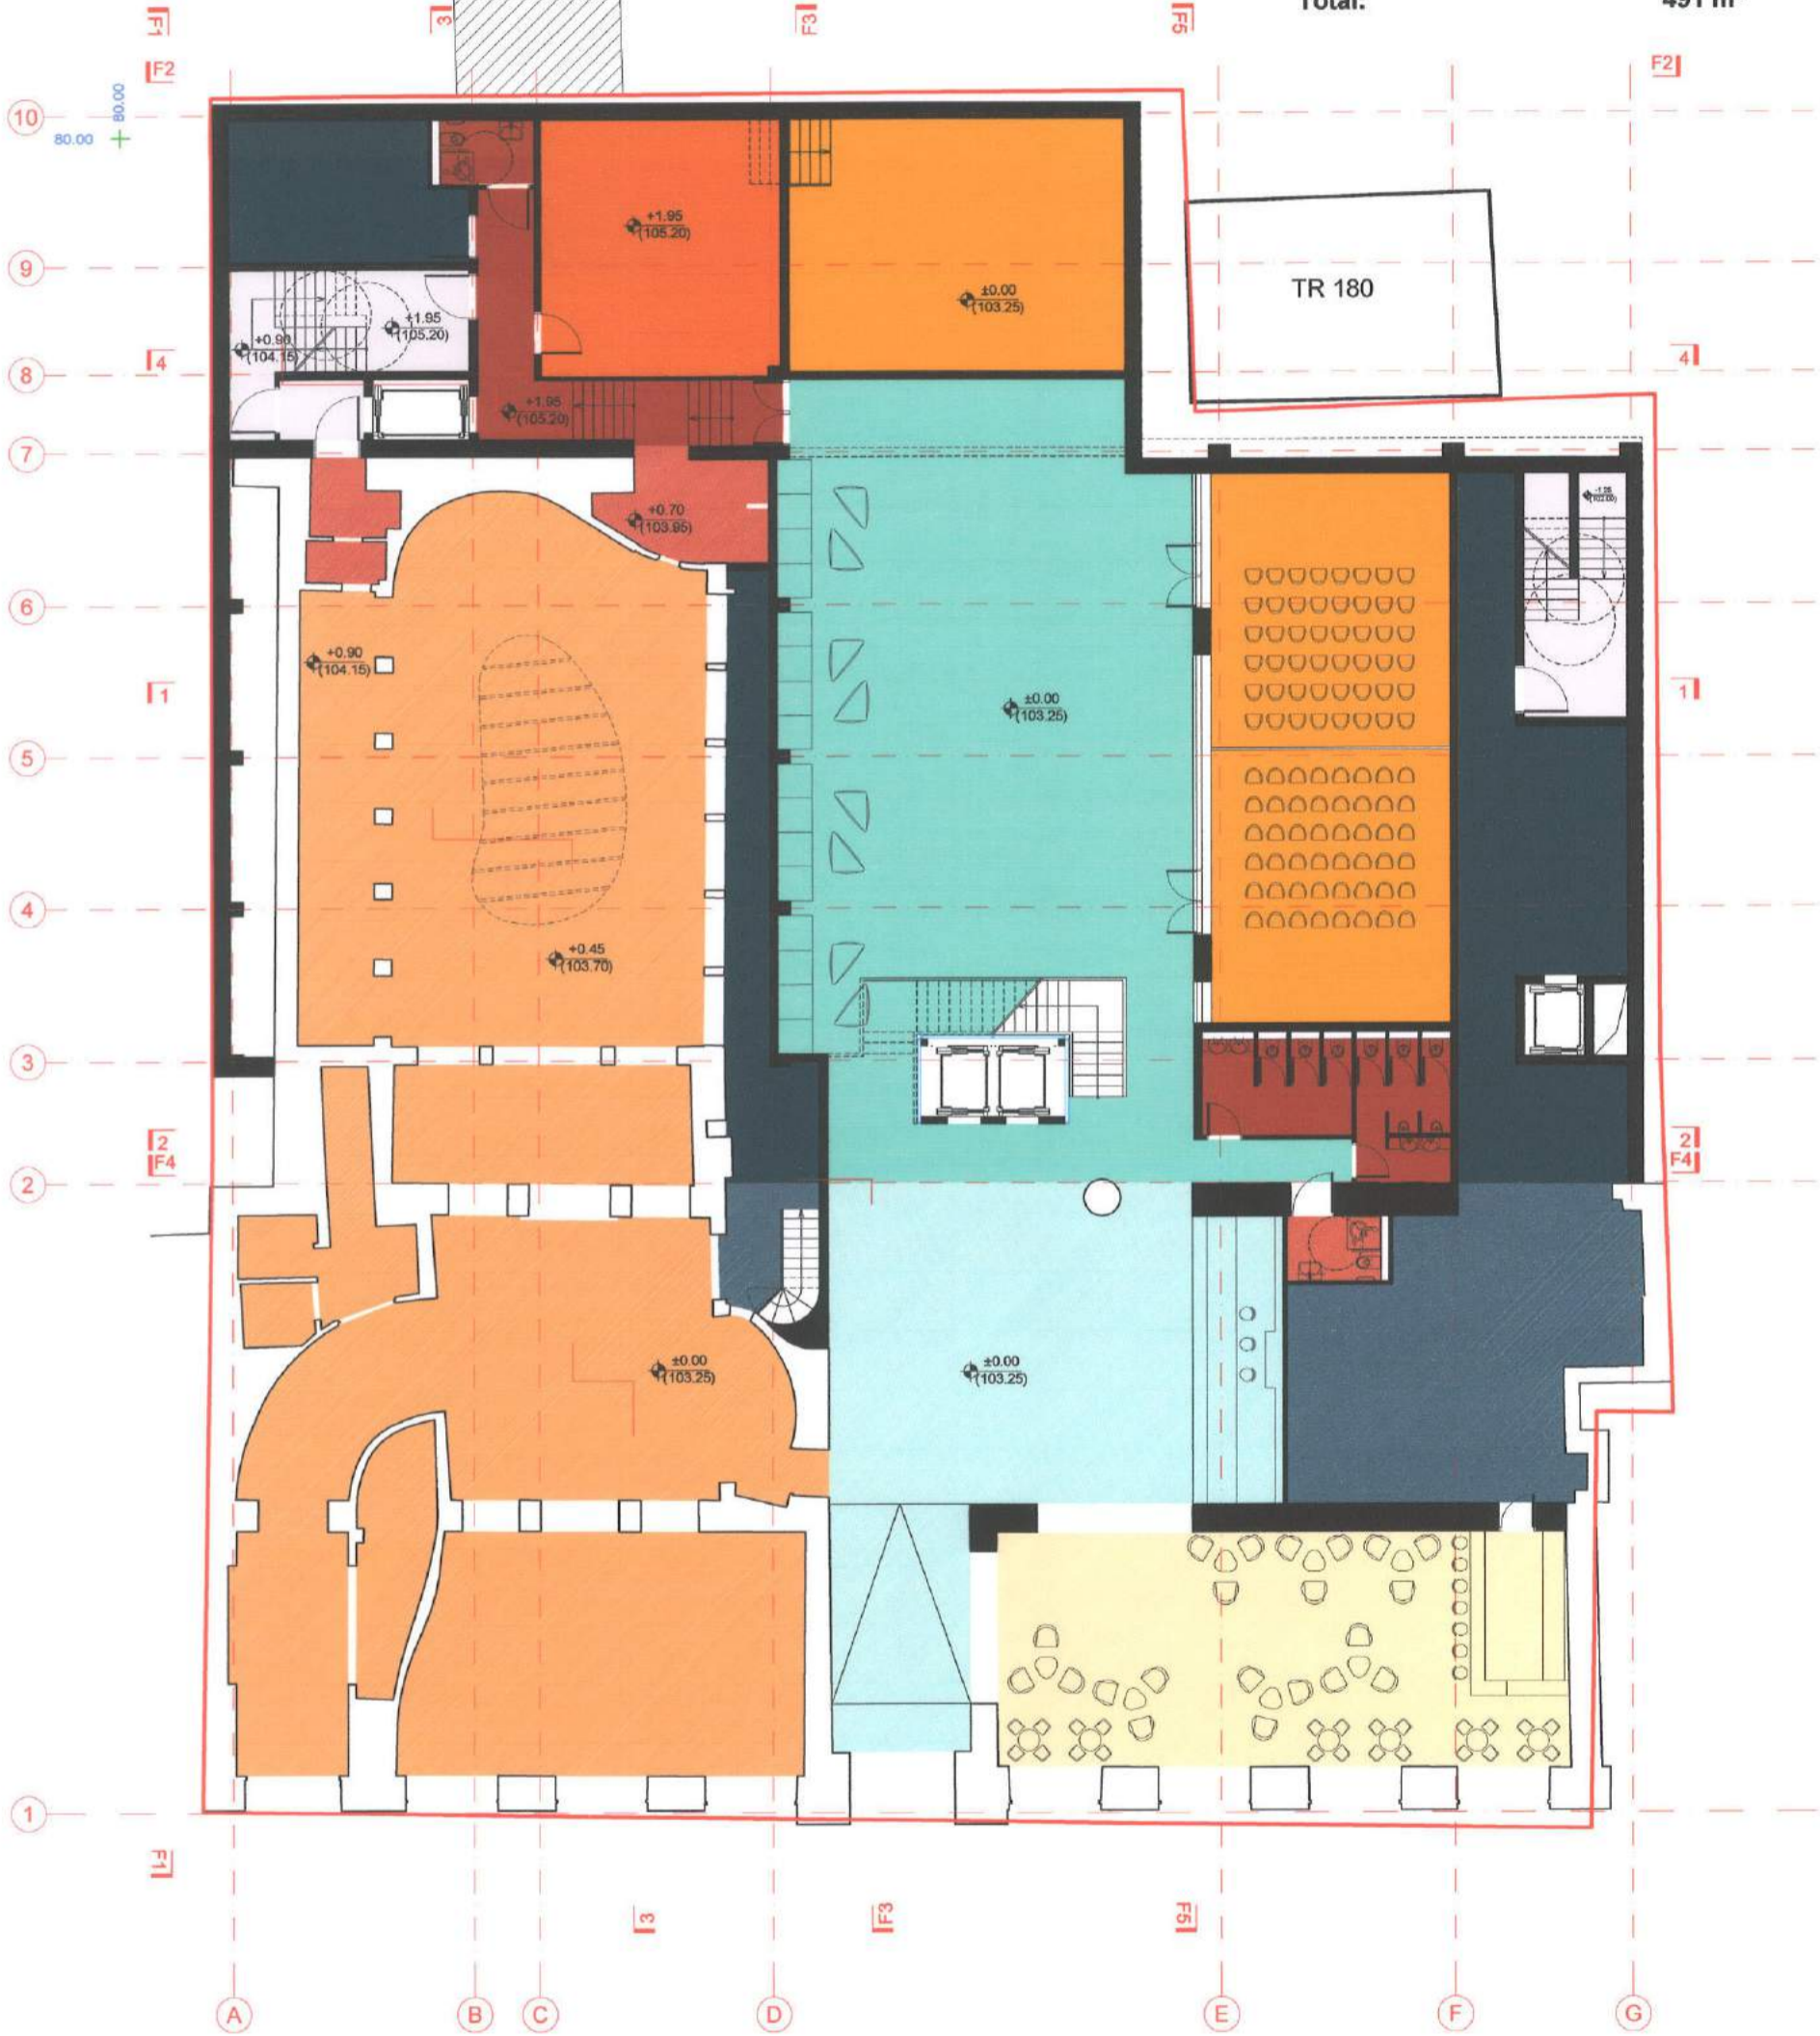 Total:
491 m
F1
3
F3
F5
F2
F2
10
80.00
80.00
9
+1.95
(105.20)
±0.00
(103.25)
TR 180
+1.95
(105.20)
+0.90
(104.15)
4
4
8
+1.95
(105.20)
7
+0.70
(103.95)
6
+0.90
(104.15)
1
1
±0.00
(103.25)
5
4
+0.45
(103.70)
3
2
F4
2
F4
2
±0.00
(103.25)
±0.00
(103.25)
1
F1
3
F3
F5
A
B
C
D
E
F
G